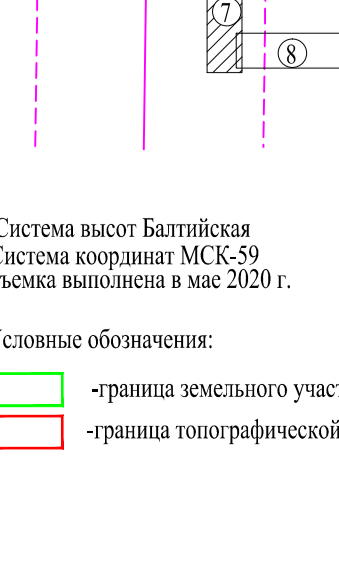 7
8
Система высот Балтийская
Система координат МСК-59
ъемка выполнена в мае 2020 г.
словные обозначения:
-граница земельного участ
-граница топографической